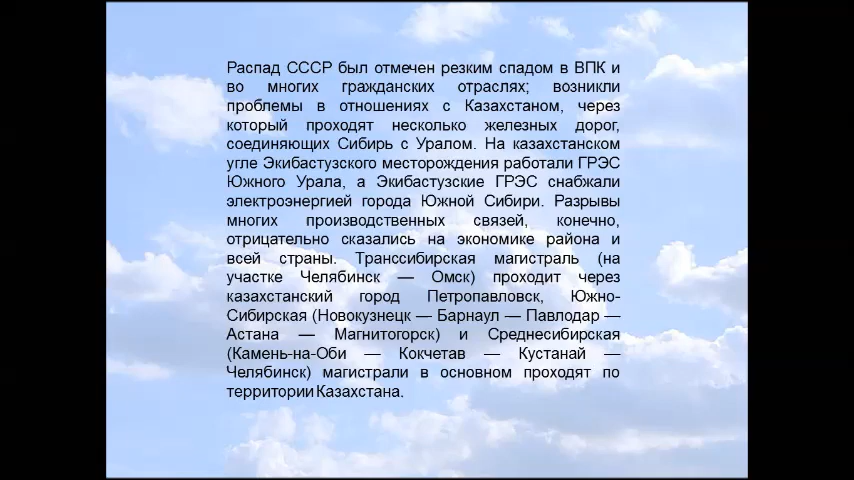 Распад СССР был отмечен резким спадом в ВПК и
во многих гражданских отраслях; возникли
проблемы в отношениях с Казахстаном, через
который проходят несколько железных дорог,
соединяющих Сибирь с Уралом. На казахстанском
угле Экибастузского месторождения работали ГРЭС
Южного Урала, а Экибастузские ГРЭС снабжали
электроэнергией города Южной Сибири. Разрывы
многих производственных связей, конечно,
отрицательно сказались на экономике района и
всей страны. Транссибирская магистраль (на
участке Челябинск — Омск) проходит через
казахстанский город Петропавловск, Южно-
Сибирская (Новокузнецк — Барнаул — Павлодар —
Астана — Магнитогорск) и Среднесибирская
(Камень-на-Оби — Кокчетав — Кустанай —
Челябинск) магистрали в основном проходят по
территории Казахстана.